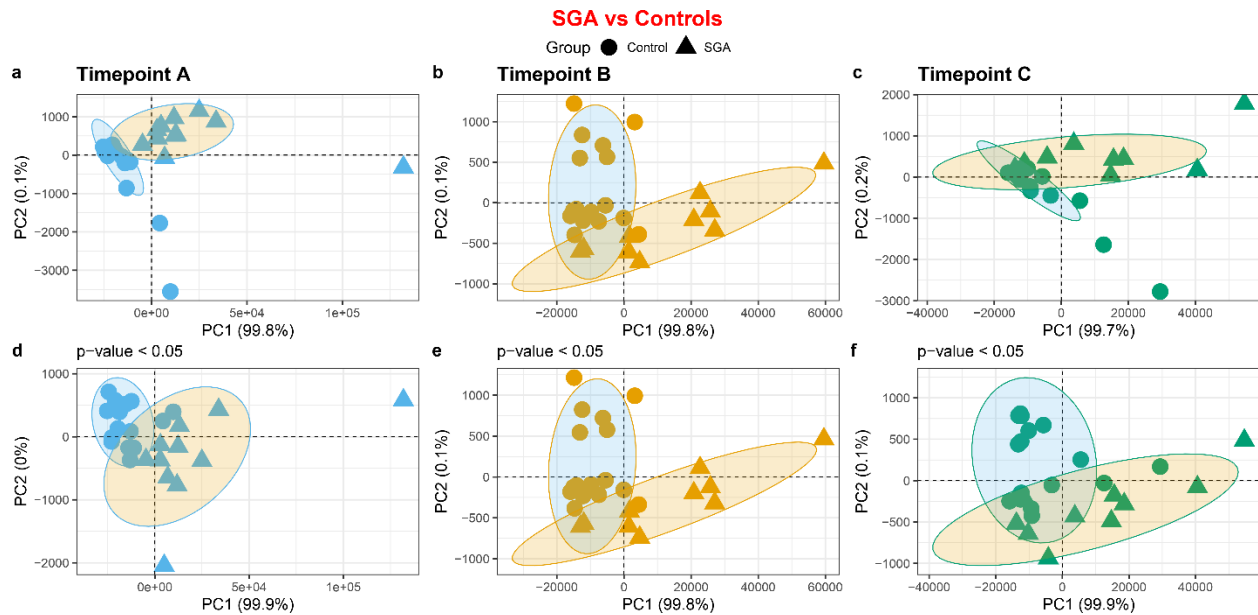 SGA vs Controls
Group Control SGA
a Timepoint A
1000
0
−1000
−2000
−3000
PC2 (0.1%)
0e+00 5e+04 1e+05
PC1 (99.8%)
b Timepoint B
1000
500
0
−500
−1000
PC2 (0.1%)
−20000 0 20000 40000 60000
PC1 (99.8%)
c Timepoint C
2000
1000
0
−1000
−2000
−3000
PC2 (0.2%)
−40000 −20000 0 20000 40000
PC1 (99.7%)
d p−value < 0.05
1000
0
−1000
−2000
PC2 (0%)
0e+00 5e+04 1e+05
PC1 (99.9%)
e p−value < 0.05
1000
500
0
−500
−1000
PC2 (0.1%)
−20000 0 20000 40000 60000
PC1 (99.8%)
f p−value < 0.05
1000
500
0
−500
−1000
PC2 (0.1%)
−40000 −20000 0 20000 40000
PC1 (99.9%)